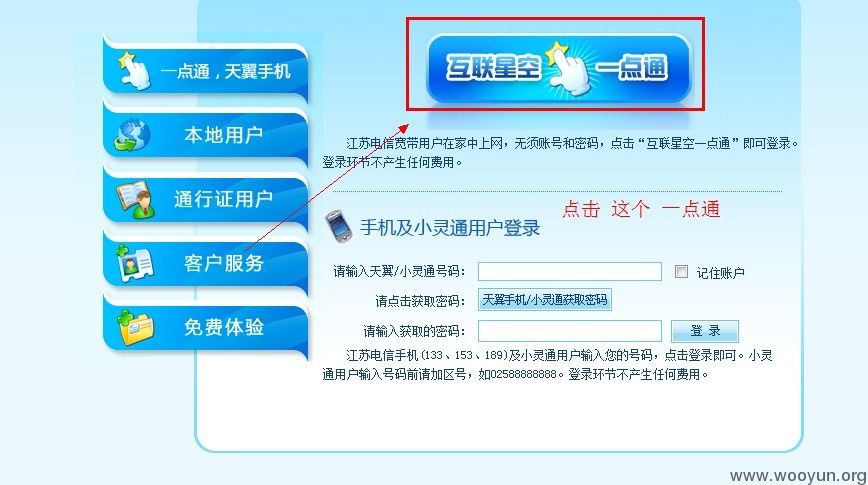 一点通，天翼手机
本地用户
通行证用户
客户服务
免费体验
互联星空 一点通
江苏电信宽带用户在家中上网，无须账号和密码，点击“互联星空一点通”即可登录。
登录环节不产生任何费用。
点击 这个 一点通
手机及小灵通用户登录
请输入天翼/小灵通号码：
记住账户
请点击获取密码：
天翼手机/小灵通获取密码
请输入获取的密码：
登 录
江苏电信手机(133、153、189)及小灵通用户输入您的号码，点击登录即可。小灵
通用户输入号码前请加区号，如02588888888。登录环节不产生任何费用。
www.wooyun.org